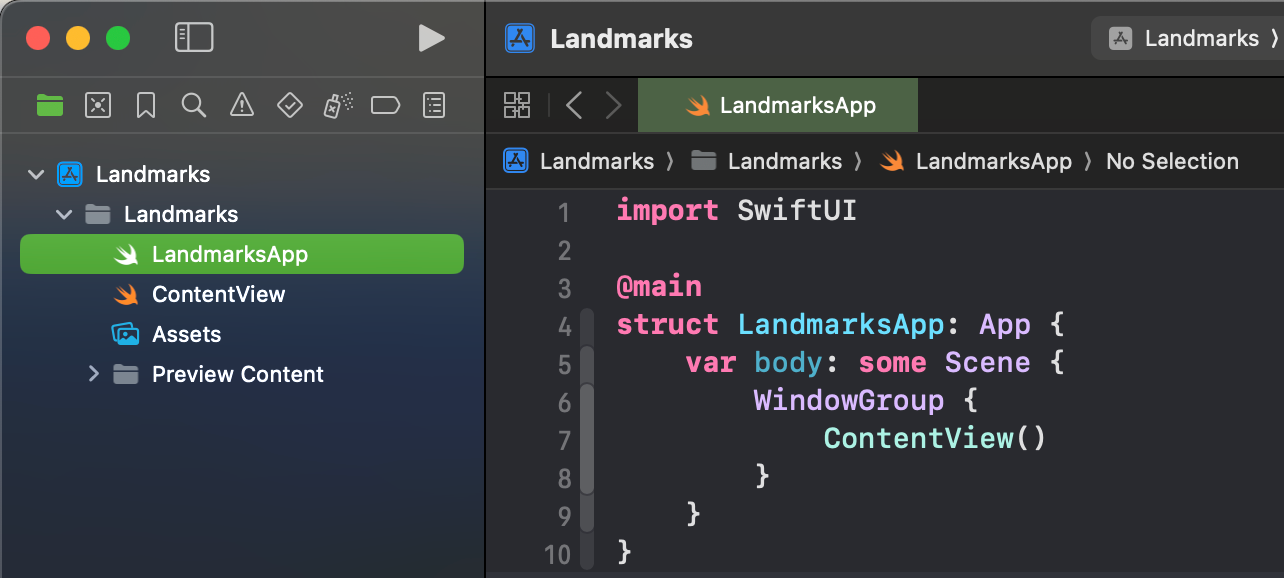 Landmarks
Landmarks
LandmarksApp
Landmarks
Landmarks
LandmarksApp
ContentView
Assets
Preview Content
Landmarks 〉 Landmarks 〉 LandmarksApp 〉 No Selection
1 import SwiftUI
2
3 @main
4 struct LandmarksApp: App {
5     var body: some Scene {
6         WindowGroup {
7             ContentView()
8         }
9     }
10 }